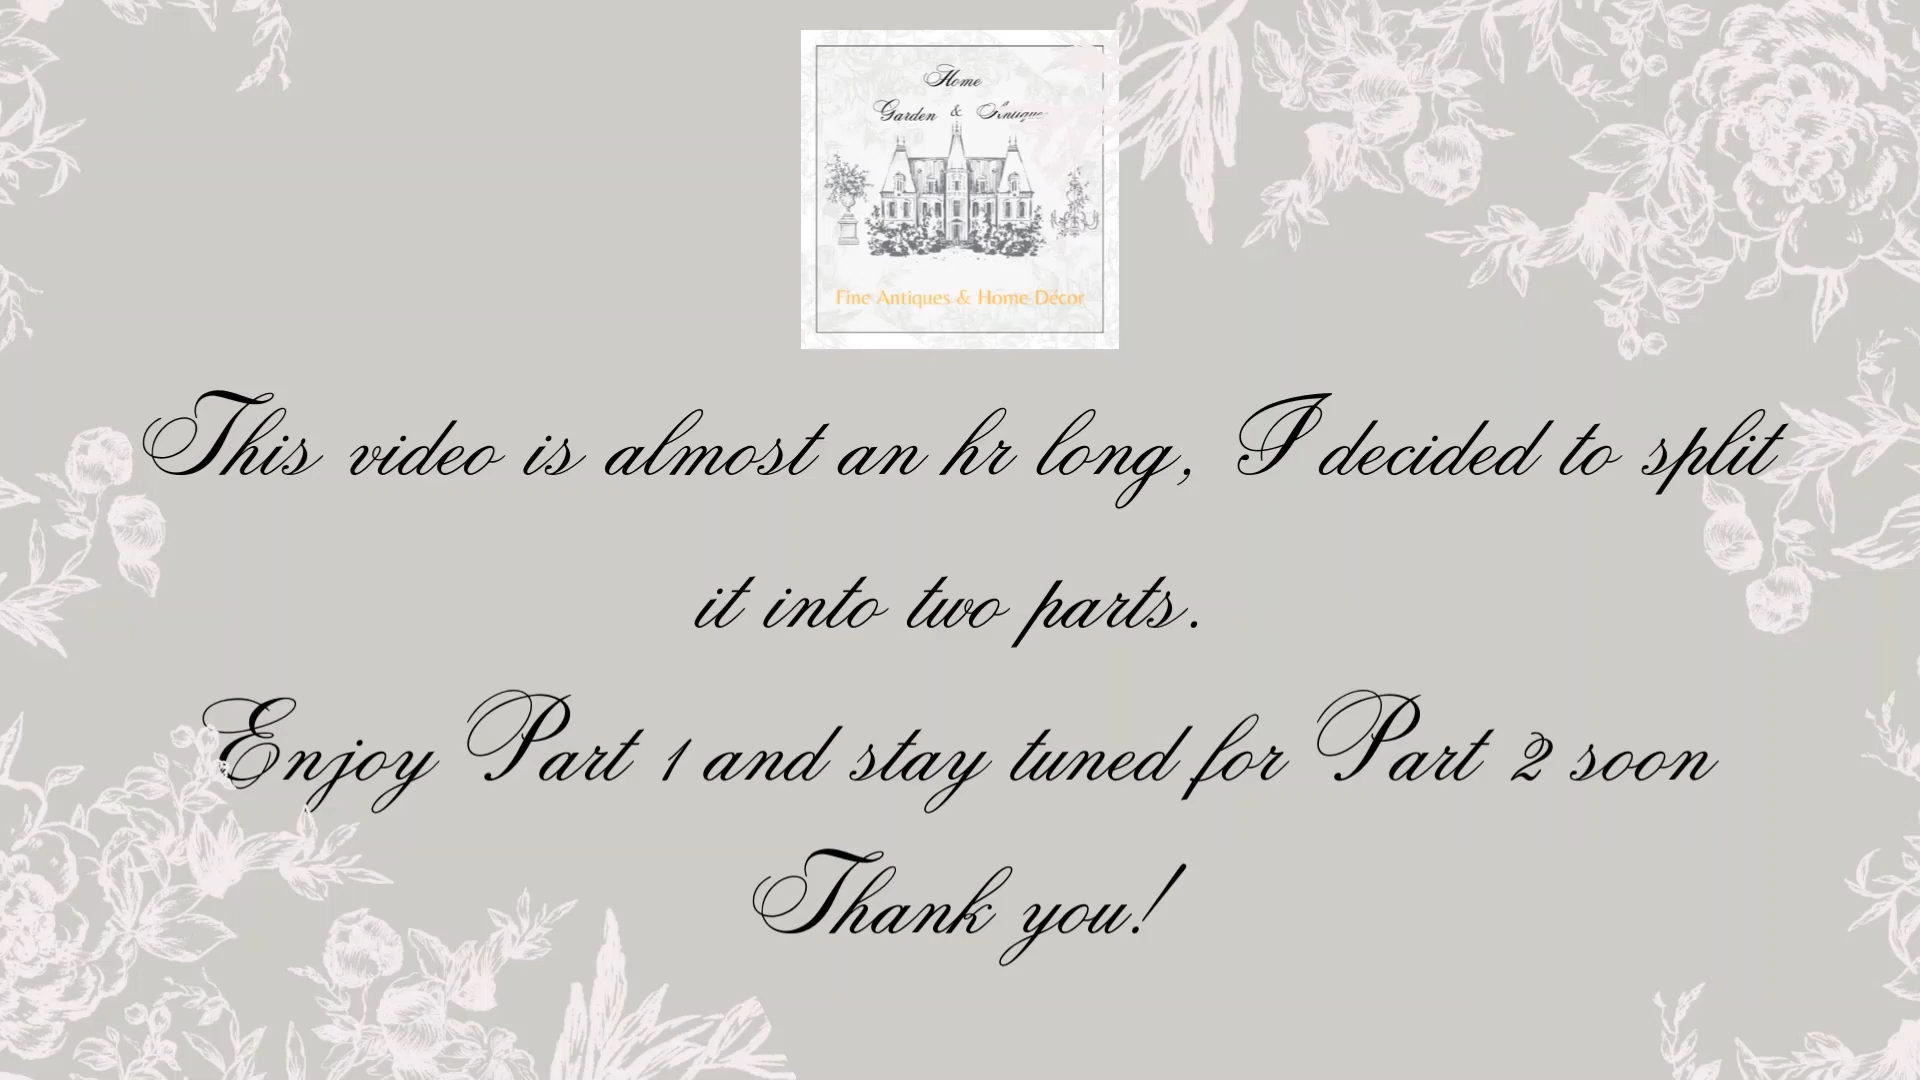 Home
Garden & Antique
Fine Antiques & Home Décor
This video is almost an hr long, I decided to split
it into two parts.
Enjoy Part 1 and stay tuned for Part 2 soon
Thank you!